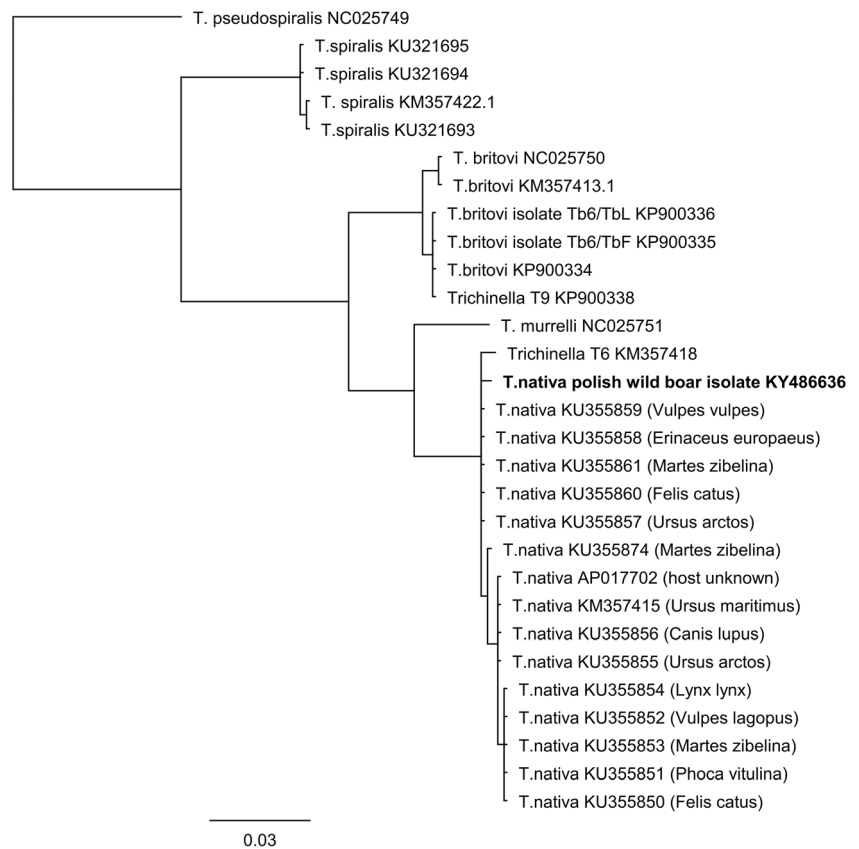 T. pseudospiralis NC025749
T.spiralis KU321695
T.spiralis KU321694
T. spiralis KM357422.1
T.spiralis KU321693
T. britovi NC025750
T.britovi KM357413.1
T.britovi isolate Tb6/TbL KP900336
T.britovi isolate Tb6/TbF KP900335
T.britovi KP900334
Trichinella T9 KP900338
T. murrelli NC025751
Trichinella T6 KM357418
T.nativa polish wild boar isolate KY486636
T.nativa KU355859 (Vulpes vulpes)
T.nativa KU355858 (Erinaceus europaeus)
T.nativa KU355861 (Martes zibelina)
T.nativa KU355860 (Felis catus)
T.nativa KU355857 (Ursus arctos)
T.nativa KU355874 (Martes zibelina)
T.nativa AP017702 (host unknown)
T.nativa KM357415 (Ursus maritimus)
T.nativa KU355856 (Canis lupus)
T.nativa KU355855 (Ursus arctos)
T.nativa KU355854 (Lynx lynx)
T.nativa KU355852 (Vulpes lagopus)
T.nativa KU355853 (Martes zibelina)
T.nativa KU355851 (Phoca vitulina)
T.nativa KU355850 (Felis catus)
0.03